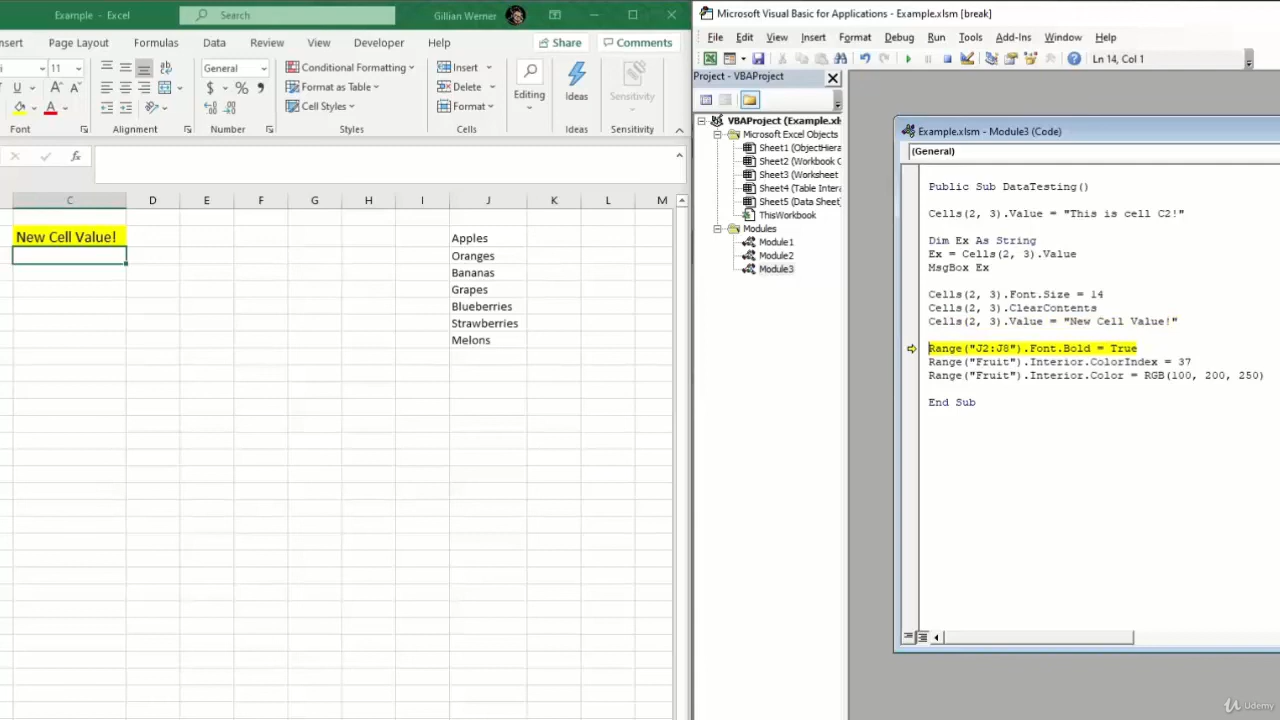 Example - Excel
Search
Gillian Werner
nsert
Page Layout
Formulas
Data
Review
View
Developer
Help
Share
Comments
11
General
Conditional Formatting
Format as Table
Cell Styles
Insert
Delete
Format
Editing
Ideas
Sensitivity
Font
Alignment
Number
Styles
Cells
Ideas
Sensitivity
fx
C D E F G H I J K L M
New Cell Value!
Apples
Oranges
Bananas
Grapes
Blueberries
Strawberries
Melons
Microsoft Visual Basic for Applications - Example.xlsm [break]
File Edit View Insert Format Debug Run Tools Add-Ins Window Help
Ln 14, Col 1
Project - VBAProject
VBAProject (Example.xl
Microsoft Excel Objects
Sheet1 (ObjectHiera
Sheet2 (Workbook C
Sheet3 (Worksheet
Sheet4 (Table Intera
Sheet5 (Data Sheet)
ThisWorkbook
Modules
Module1
Module2
Module3
Example.xlsm - Module3 (Code)
(General)
Public Sub DataTesting()
Cells(2, 3).Value = "This is cell C2!"
Dim Ex As String
Ex = Cells(2, 3).Value
MsgBox Ex
Cells(2, 3).Font.Size = 14
Cells(2, 3).ClearContents
Cells(2, 3).Value = "New Cell Value!"
Range("J2:J8").Font.Bold = True
Range("Fruit").Interior.ColorIndex = 37
Range("Fruit").Interior.Color = RGB(100, 200, 250)
End Sub
Udemy